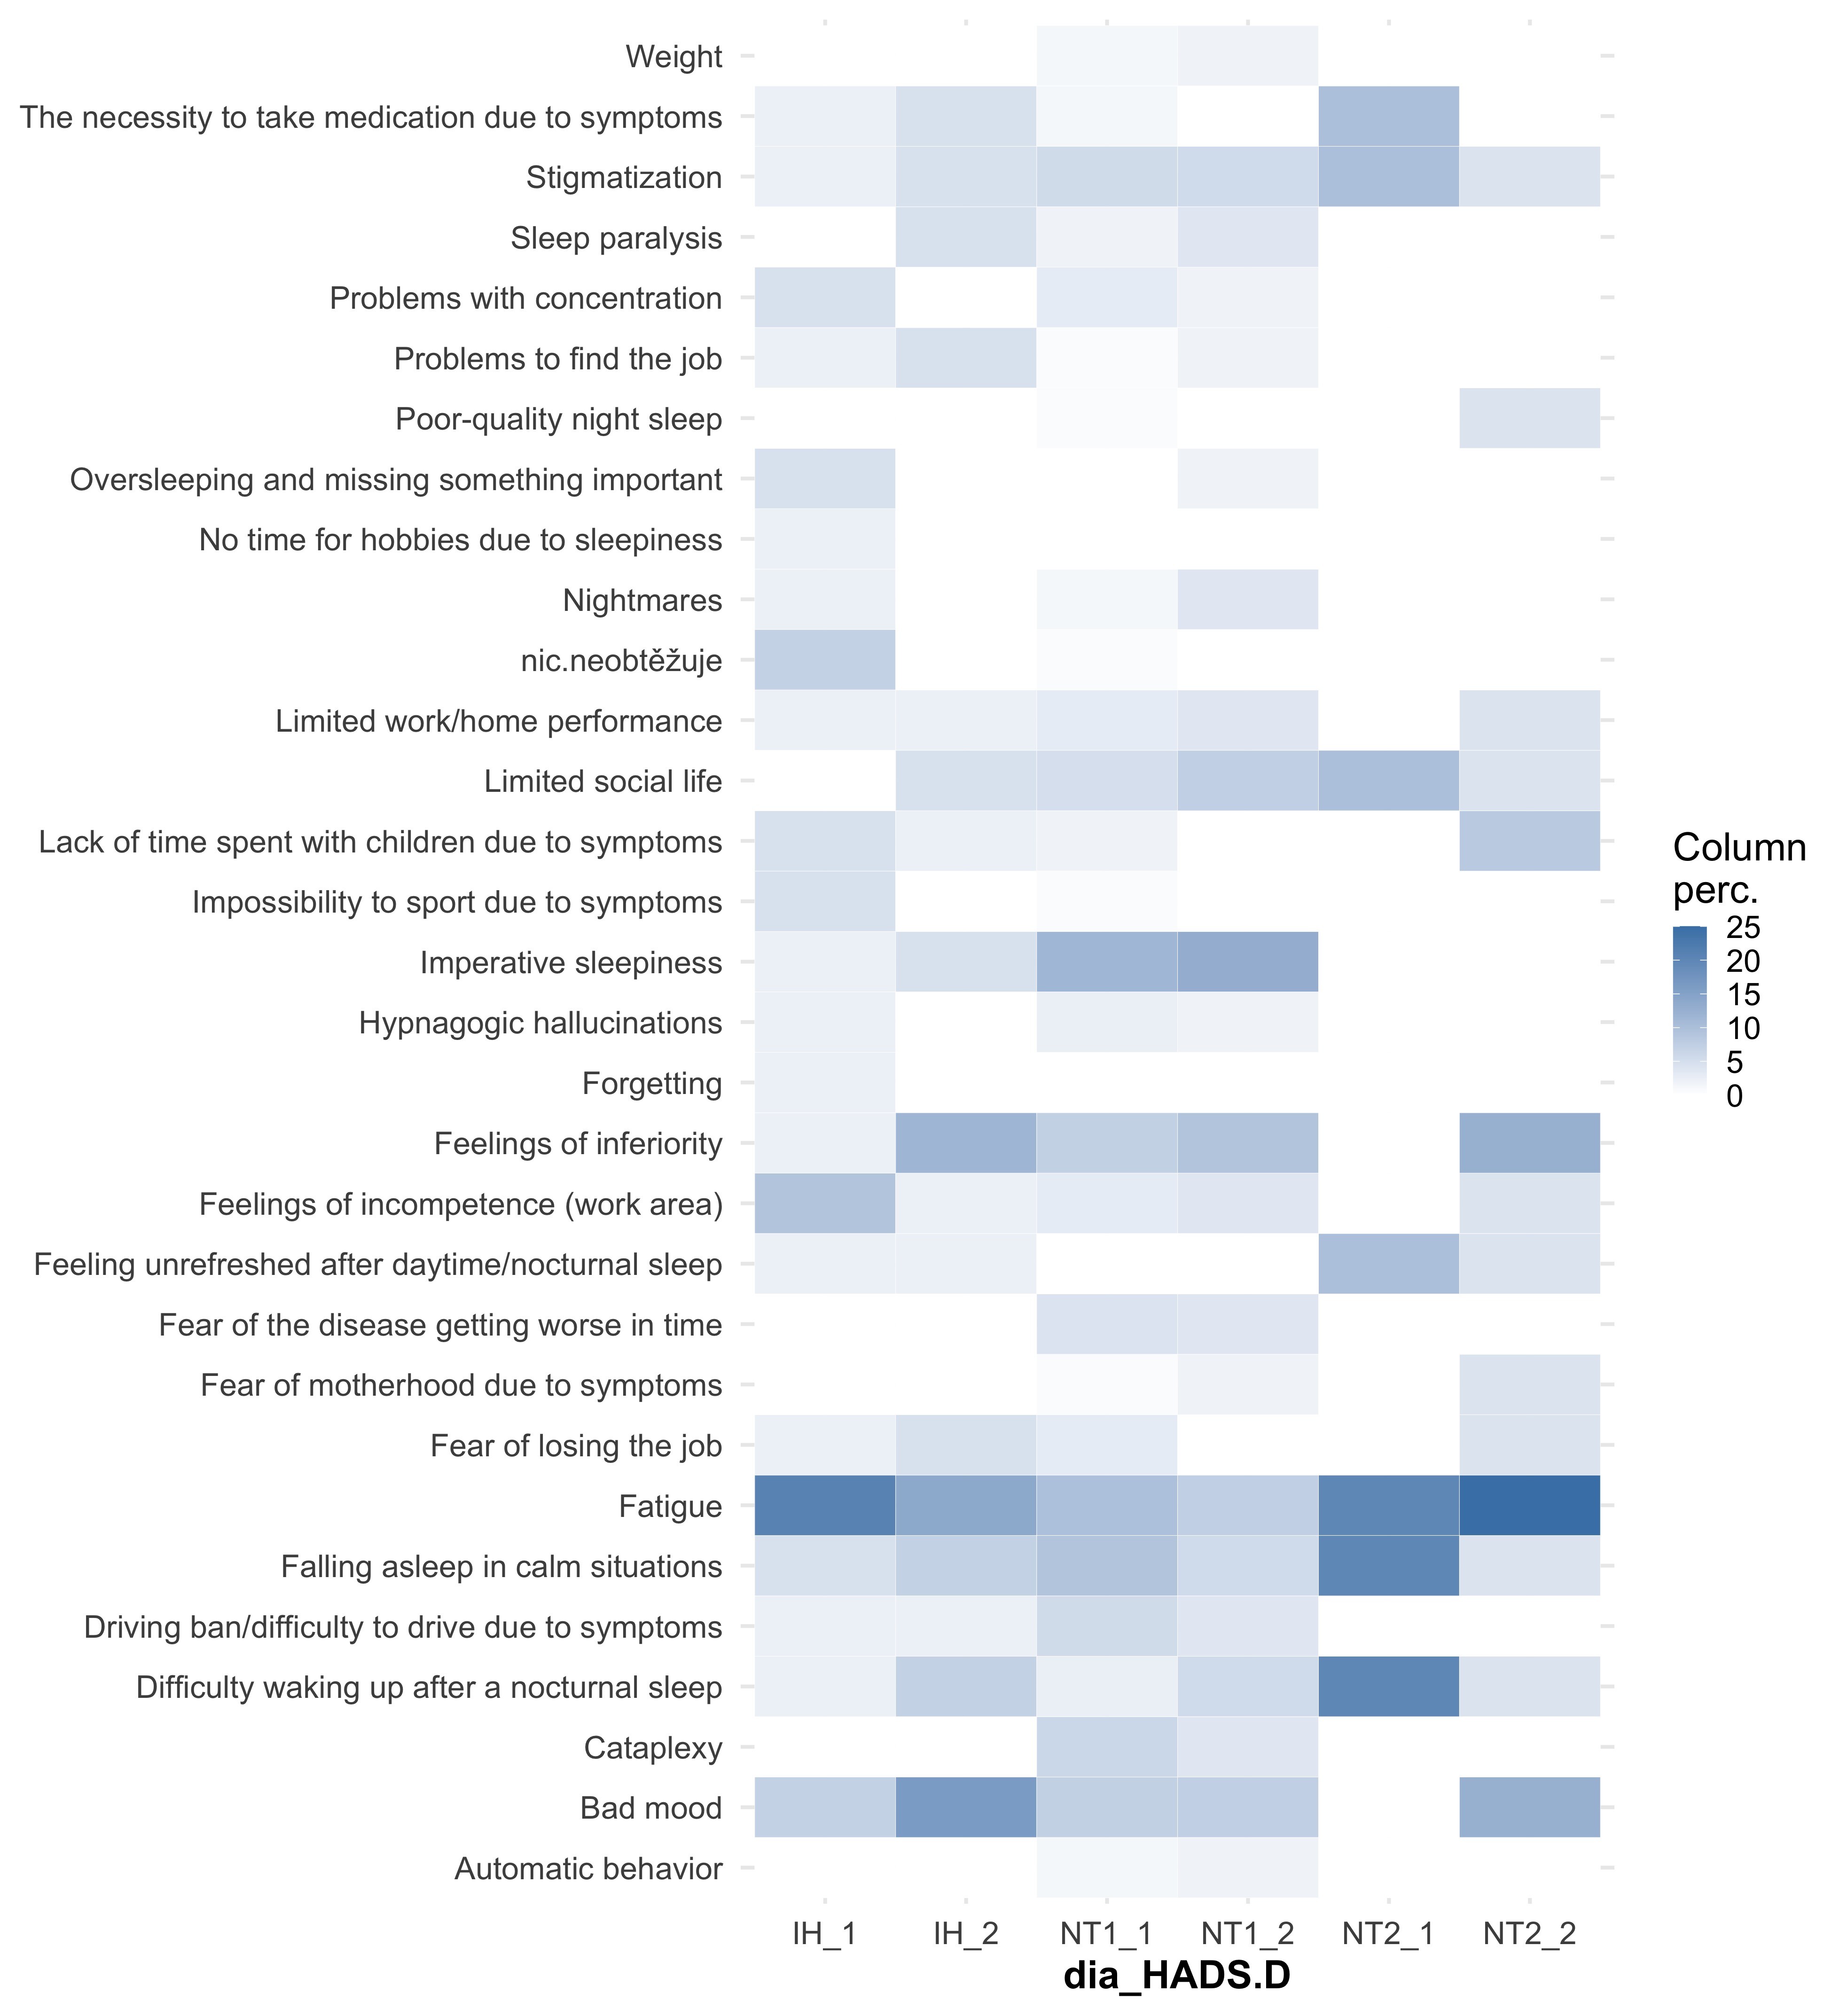 Weight
The necessity to take medication due to symptoms
Stigmatization
Sleep paralysis
Problems with concentration
Problems to find the job
Poor-quality night sleep
Oversleeping and missing something important
No time for hobbies due to sleepiness
Nightmares
nic.neobtěžuje
Limited work/home performance
Limited social life
Lack of time spent with children due to symptoms
Impossibility to sport due to symptoms
Imperative sleepiness
Hypnagogic hallucinations
Forgetting
Feelings of inferiority
Feelings of incompetence (work area)
Feeling unrefreshed after daytime/nocturnal sleep
Fear of the disease getting worse in time
Fear of motherhood due to symptoms
Fear of losing the job
Fatigue
Falling asleep in calm situations
Driving ban/difficulty to drive due to symptoms
Difficulty waking up after a nocturnal sleep
Cataplexy
Bad mood
Automatic behavior
IH_1 IH_2 NT1_1 NT1_2 NT2_1 NT2_2
dia_HADS.D
Column
perc.
25
20
15
10
5
0